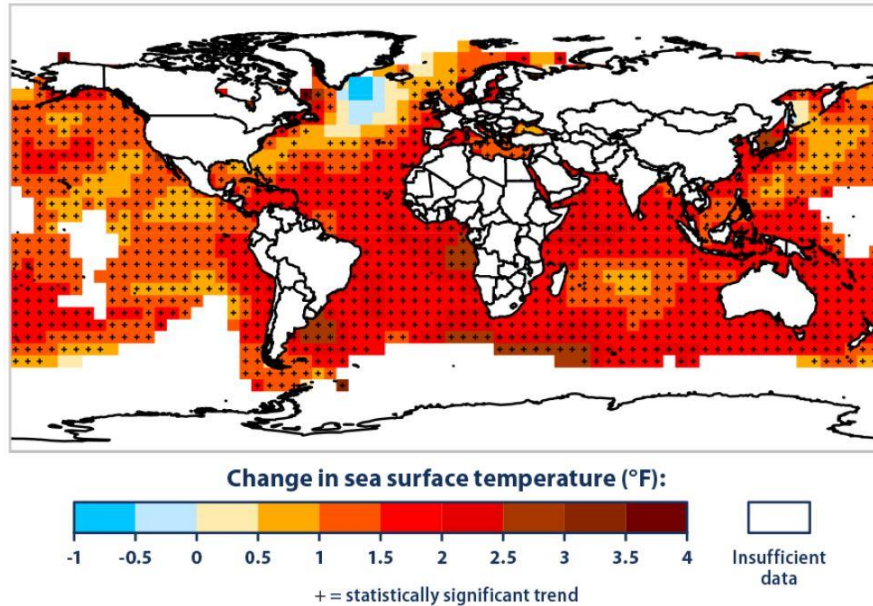 Change in sea surface temperature (°F):
-1 -0.5 0 0.5 1 1.5 2 2.5 3 3.5 4
Insufficient
data
+ = statistically significant trend